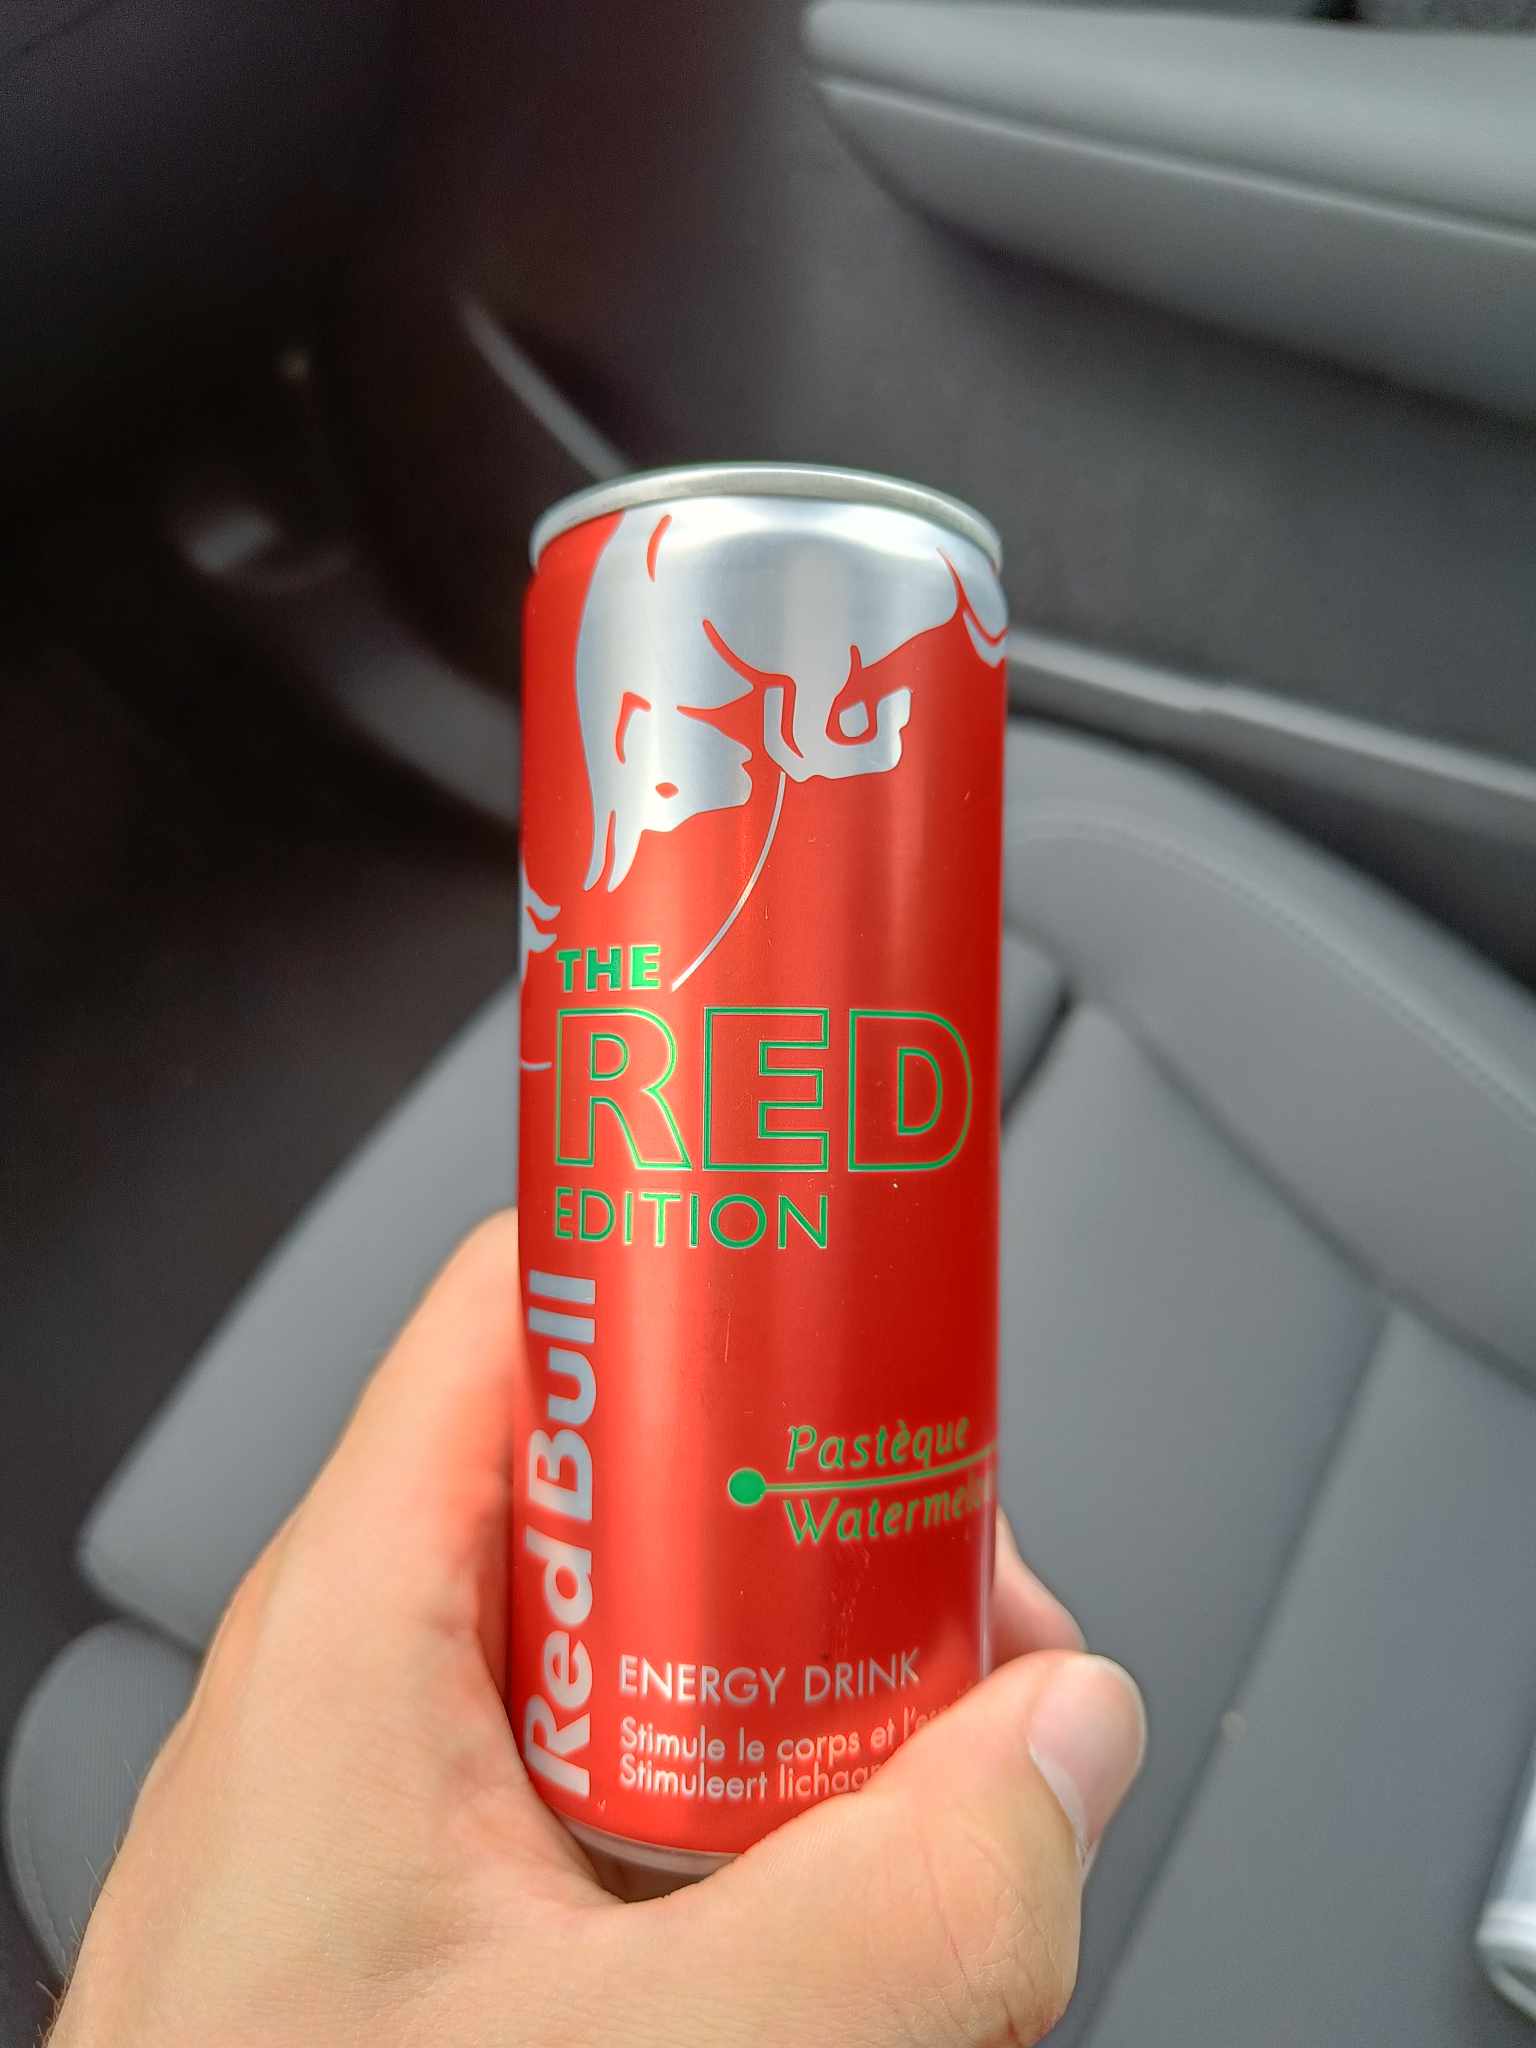 THE
RED
EDITION
Red Bull
Pastèque
ENERGY DRINK
Stimule le corps et
Stimuleert